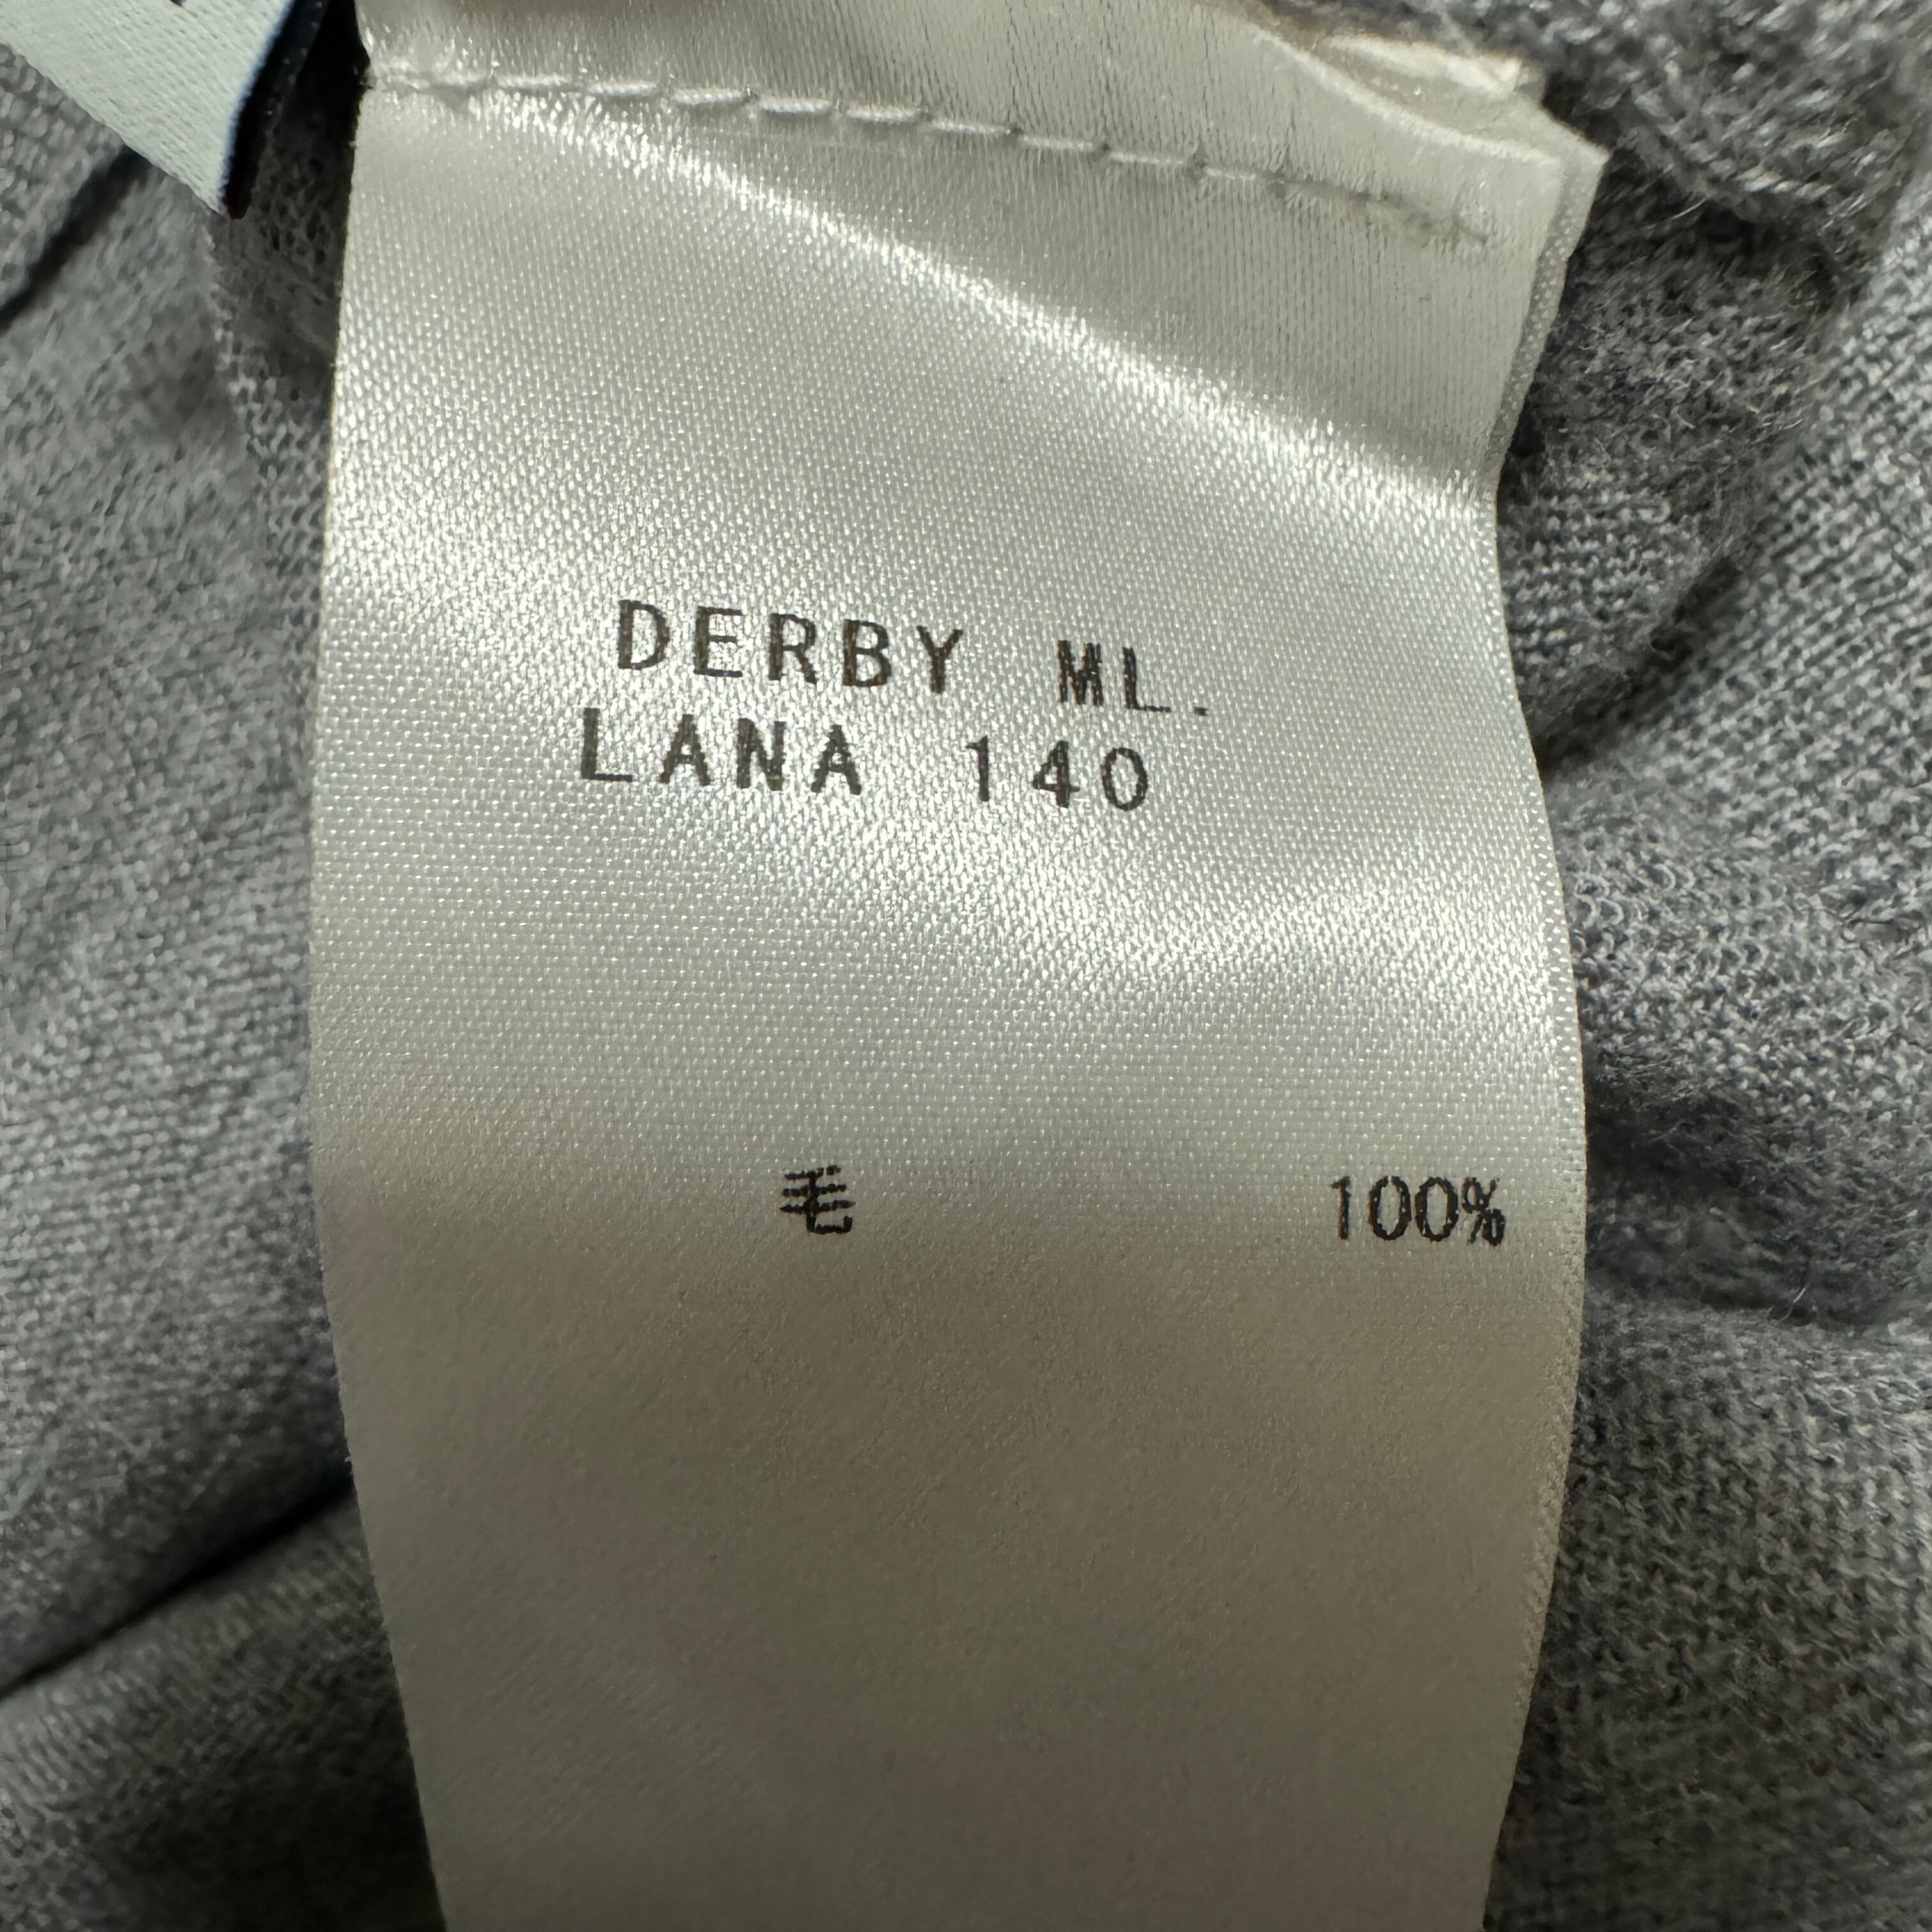 DERBY ML.
LANA 140
毛 100%